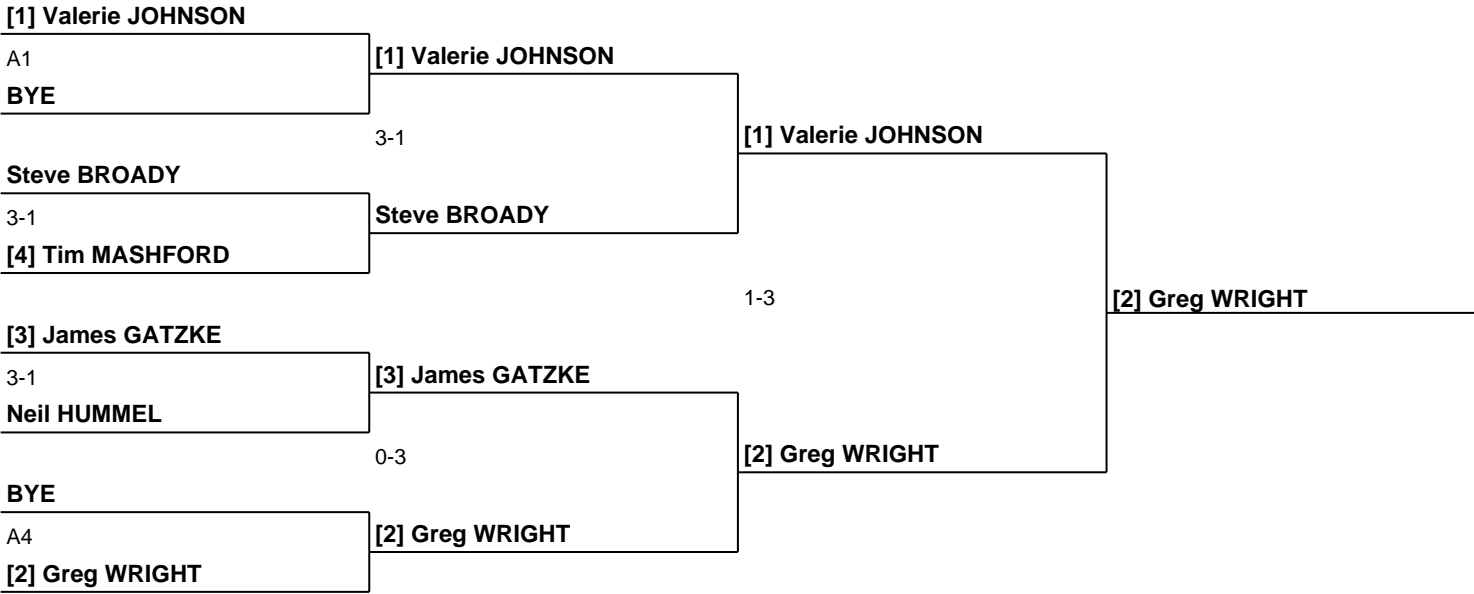 [1] Valerie JOHNSON
A1
BYE
[1] Valerie JOHNSON
3-1
Steve BROADY
3-1
[4] Tim MASHFORD
Steve BROADY
[1] Valerie JOHNSON
1-3
[2] Greg WRIGHT
[3] James GATZKE
3-1
Neil HUMMEL
[3] James GATZKE
0-3
[2] Greg WRIGHT
BYE
A4
[2] Greg WRIGHT
[2] Greg WRIGHT